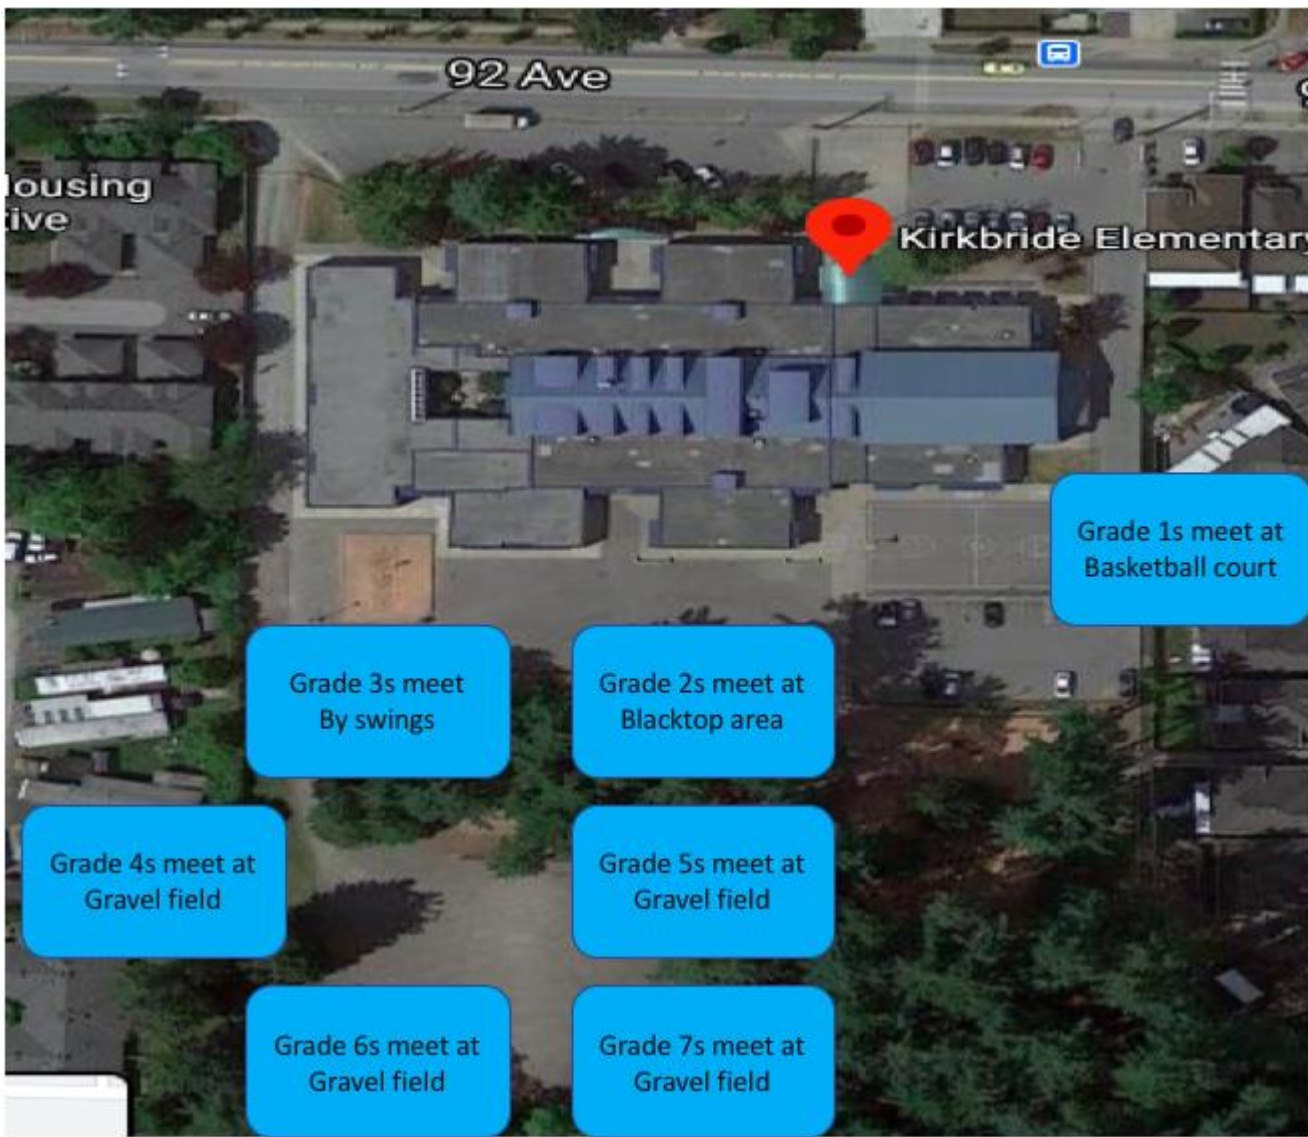 92 Ave
Housing
tive
Kirkbride Elementary
Grade 1s meet at
Basketball court
Grade 3s meet
By swings
Grade 2s meet at
Blacktop area
Grade 4s meet at
Gravel field
Grade 5s meet at
Gravel field
Grade 6s meet at
Gravel field
Grade 7s meet at
Gravel field